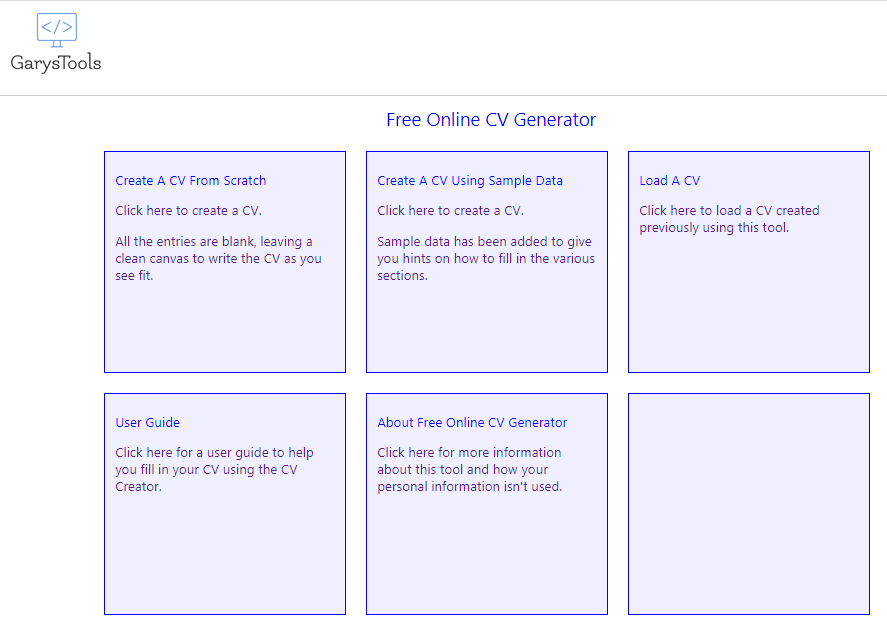 </>
GarysTools
Free Online CV Generator
Create A CV From Scratch
Click here to create a CV.
All the entries are blank, leaving a
clean canvas to write the CV as you
see fit.
Create A CV Using Sample Data
Click here to create a CV.
Sample data has been added to give
you hints on how to fill in the various
sections.
Load A CV
Click here to load a CV created
previously using this tool.
User Guide
Click here for a user guide to help
you fill in your CV using the CV
Creator.
About Free Online CV Generator
Click here for more information
about this tool and how your
personal information isn't used.